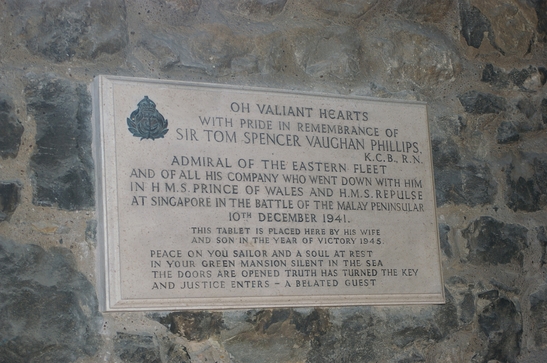 OH VALIANT HEARTS
WITH PRIDE IN REMEMBRANCE OF
SIR TOM SPENCER VAUGHAN PHILLIPS,
K.C.B., R.N.
ADMIRAL OF THE EASTERN FLEET
AND OF ALL HIS COMPANY WHO WENT DOWN WITH HIM
IN H.M.S. PRINCE OF WALES AND H.M.S. REPULSE
AT SINGAPORE IN THE BATTLE OF THE MALAY PENINSULAR
10TH DECEMBER 1941.
THIS TABLET IS PLACED HERE BY HIS WIFE
AND SON IN THE YEAR OF VICTORY 1945.
PEACE ON YOU SAILOR AND A SOUL AT REST
IN YOUR GREEN MANSION SILENT IN THE SEA
THE DOORS ARE OPENED TRUTH HAS TURNED THE KEY
AND JUSTICE ENTERS - A BELATED GUEST